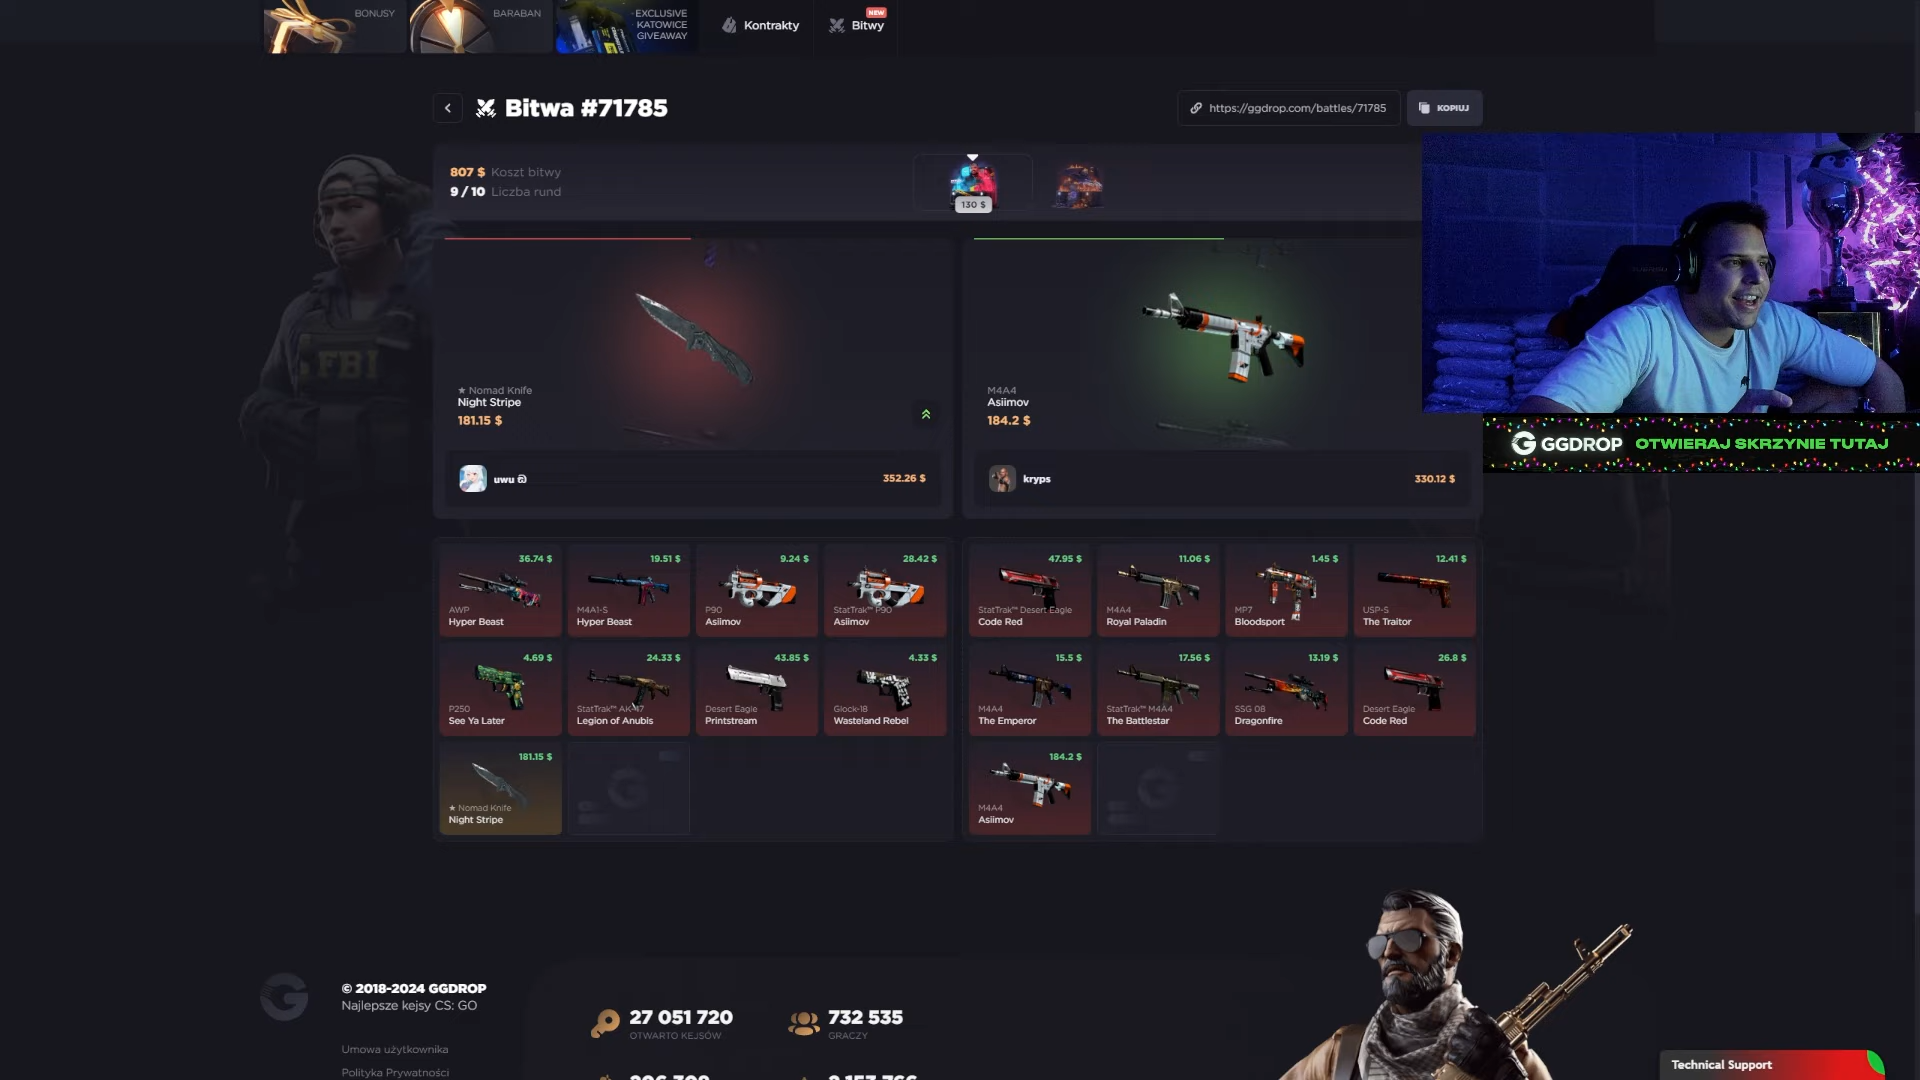 BONUSY
BARABAN
EXCLUSIVE
KATOWICE
GIVEAWAY
Kontrakty
NEW
Bitwy
Bitwa #71785
https://ggdrop.com/battles/71785
KOPIUJ
807 $ Koszt bitwy
9 / 10 Liczba rund
130 $
★ Nomad Knife
Night Stripe
181.15 $
uwu
352.26 $
M4A4
Asiimov
184.2 $
kryps
330.12 $
GGDROP OTWIERAJ SKRZYNIE TUTAJ
36.74 $
AWP
Hyper Beast
19.51 $
M4A1-S
Hyper Beast
9.24 $
P90
Asiimov
28.42 $
StatTrak™ P90
Asiimov
47.95 $
StatTrak™ Desert Eagle
Code Red
11.06 $
M4A4
Royal Paladin
1.45 $
MP7
Bloodsport
12.41 $
USP-S
The Traitor
4.69 $
P250
See Ya Later
24.33 $
StatTrak™ AK-47
Legion of Anubis
43.85 $
Desert Eagle
Printstream
4.33 $
Glock-18
Wasteland Rebel
15.5 $
M4A4
The Emperor
17.56 $
StatTrak™ M4A4
The Battlestar
13.19 $
SSG 08
Dragonfire
26.8 $
Desert Eagle
Code Red
181.15 $
★ Nomad Knife
Night Stripe
184.2 $
M4A4
Asiimov
FBI
© 2018-2024 GGDROP
Najlepsze kejsy CS: GO
Umowa użytkownika
Polityka Prywatności
27 051 720
OTWARTO KEJSÓW
732 535
GRACZY
Technical Support